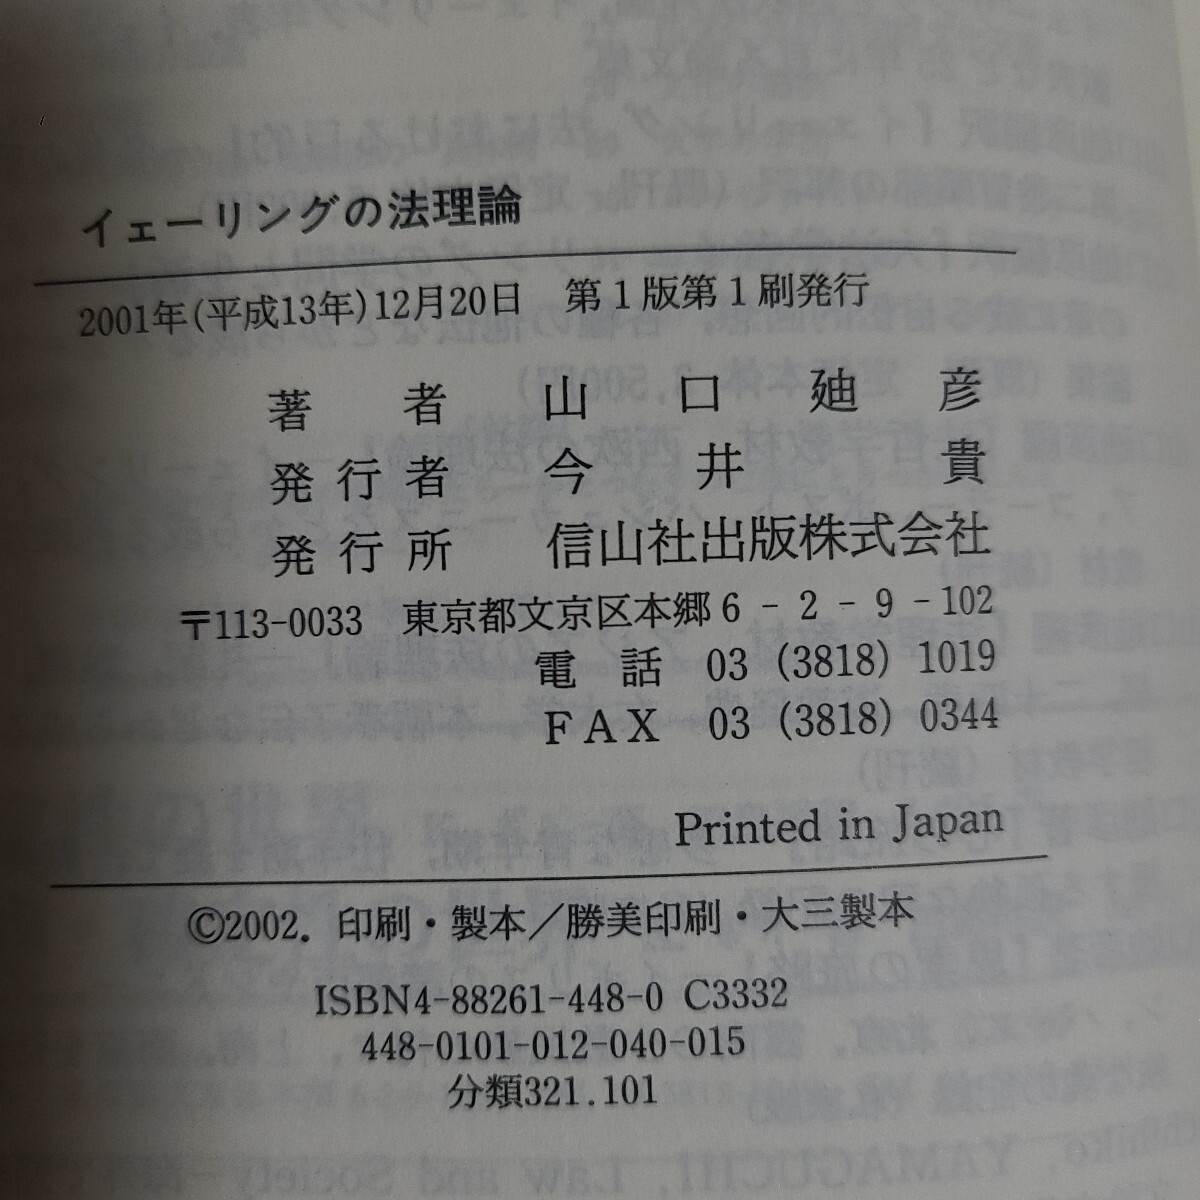 イェーリングの法理論
2001年(平成13年)12月20日　第1版第1刷発行
著者　山口廸彦
発行者　今井貴
発行所　信山社出版株式会社
〒113-0033　東京都文京区本郷6-2-9-102
電話　03(3818)1019
FAX　03(3818)0344
Printed in Japan
©2002. 印刷・製本／勝美印刷・大三製本
ISBN4-88261-448-0 C3332
448-0101-012-040-015
分類321.101